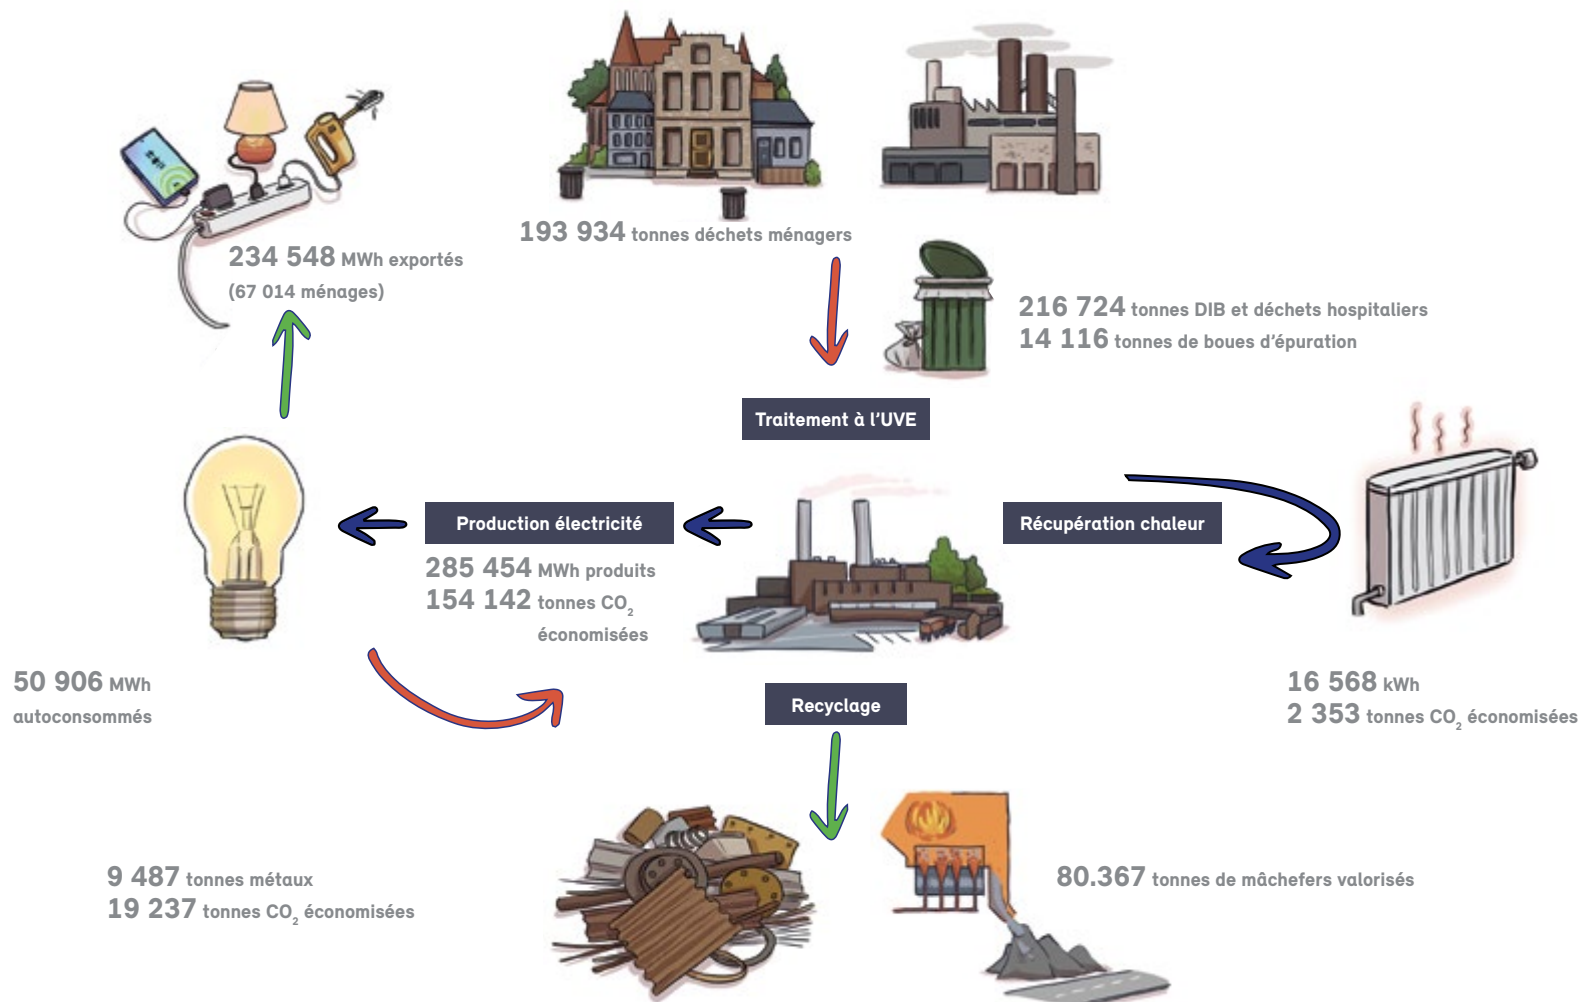 193 934 tonnes déchets ménagers
234 548 MWh exportés
(67 014 ménages)
216 724 tonnes DIB et déchets hospitaliers
14 116 tonnes de boues d'épuration
Traitement à l'UVE
Production électricité
285 454 MWh produits
154 142 tonnes CO₂
économisées
Récupération chaleur
50 906 MWh
autoconsommés
16 568 kWh
2 353 tonnes CO₂ économisées
Recyclage
9 487 tonnes métaux
19 237 tonnes CO₂ économisées
80.367 tonnes de mâchefers valorisés